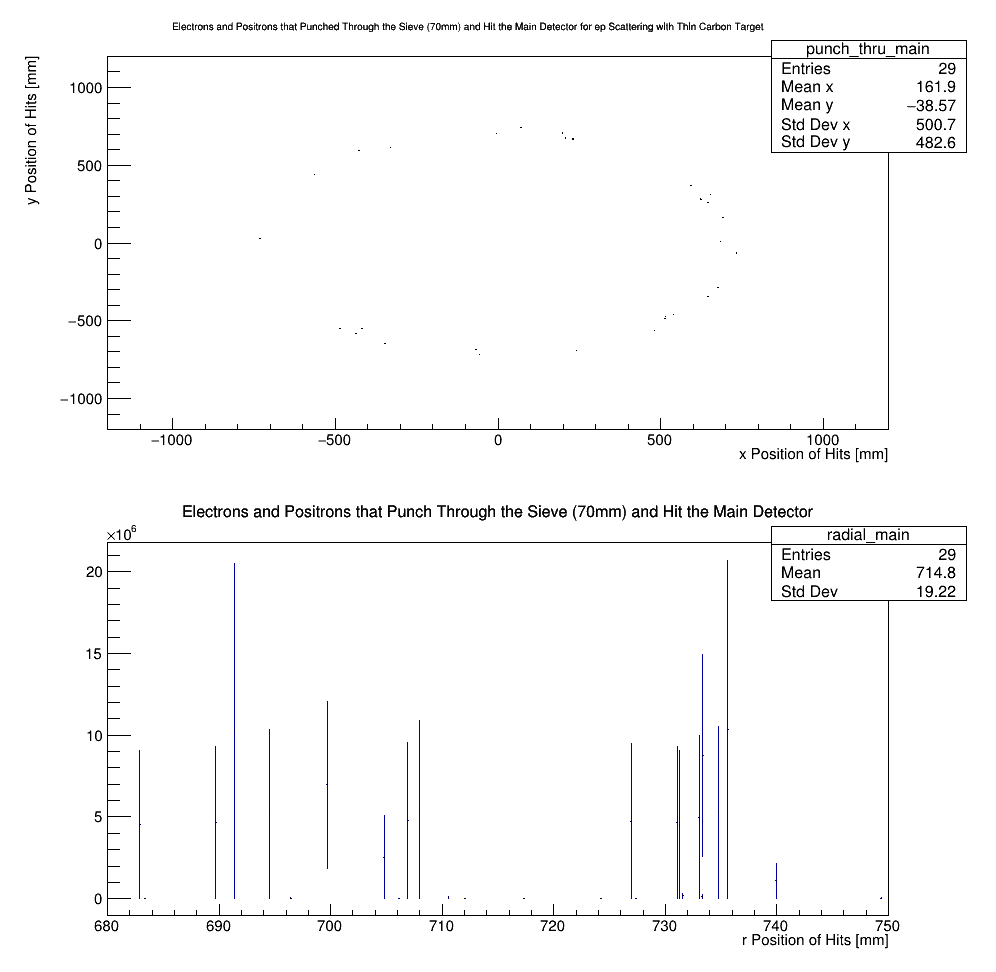 Electrons and Positrons that Punched Through the Sieve (70mm) and Hit the Main Detector for ep Scattering with Thin Carbon Target
punch_thru_main
Entries 29
Mean x 161.9
Mean y −38.57
Std Dev x 500.7
Std Dev y 482.6
y Position of Hits [mm]
1000
500
0
−500
−1000
−1000 −500 0 500 1000
x Position of Hits [mm]
Electrons and Positrons that Punch Through the Sieve (70mm) and Hit the Main Detector
radial_main
Entries 29
Mean 714.8
Std Dev 19.22
×10⁶
20
15
10
5
0
680 690 700 710 720 730 740 750
r Position of Hits [mm]